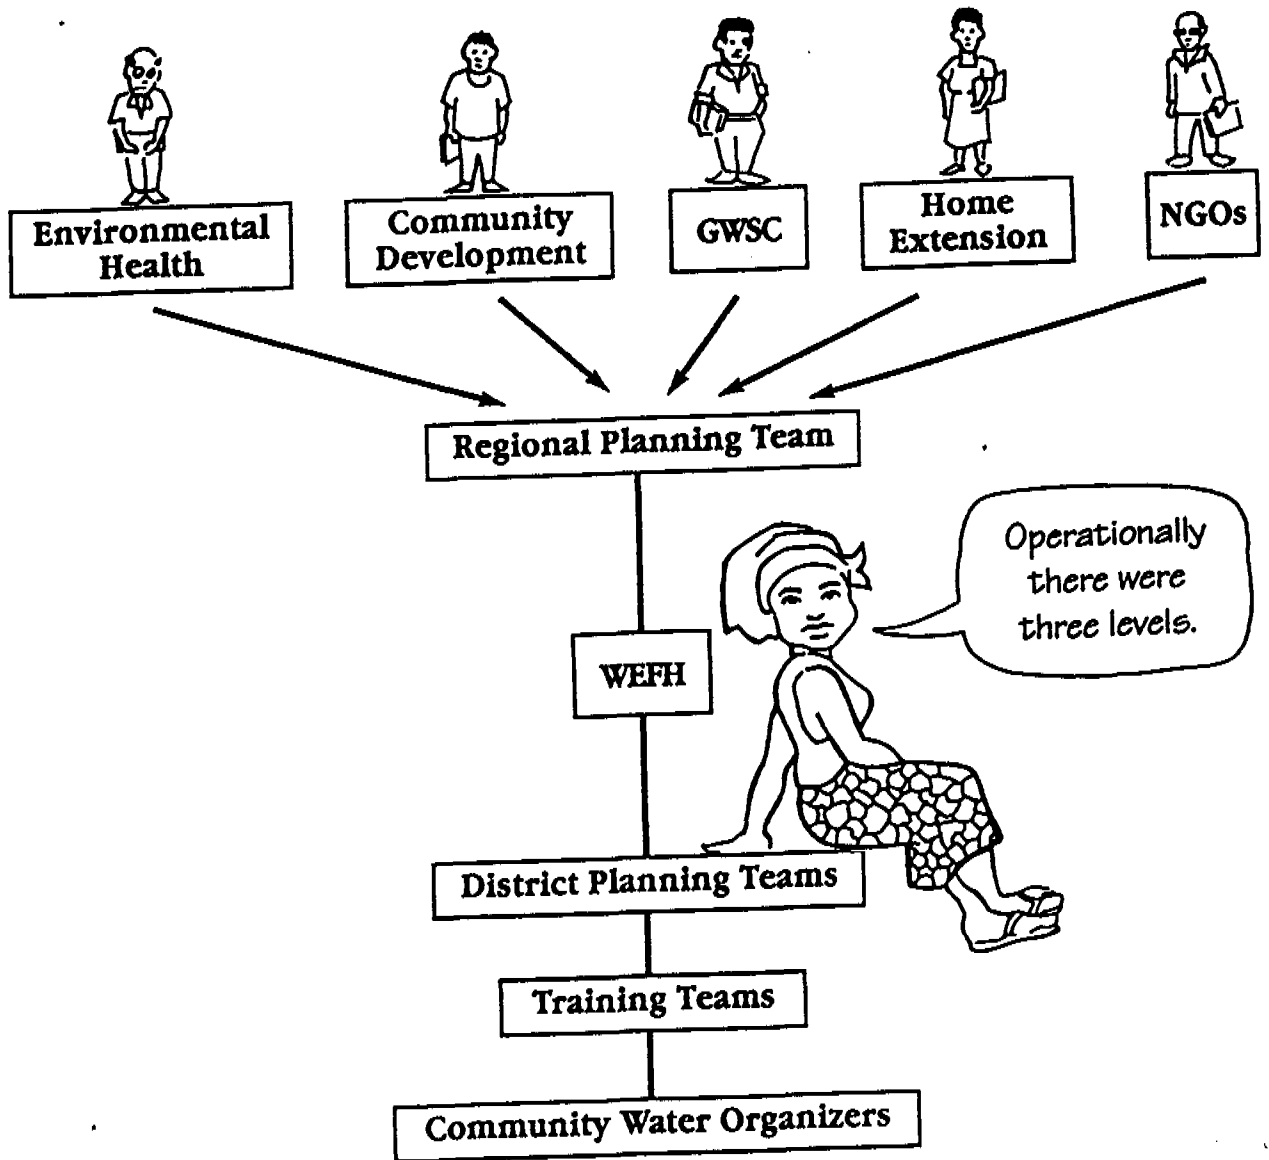 Environmental
Health
Community
Development
GWSC
Home
Extension
NGOs
Regional Planning Team
Operationally
there were
three levels.
WEFH
District Planning Teams
Training Teams
Community Water Organizers